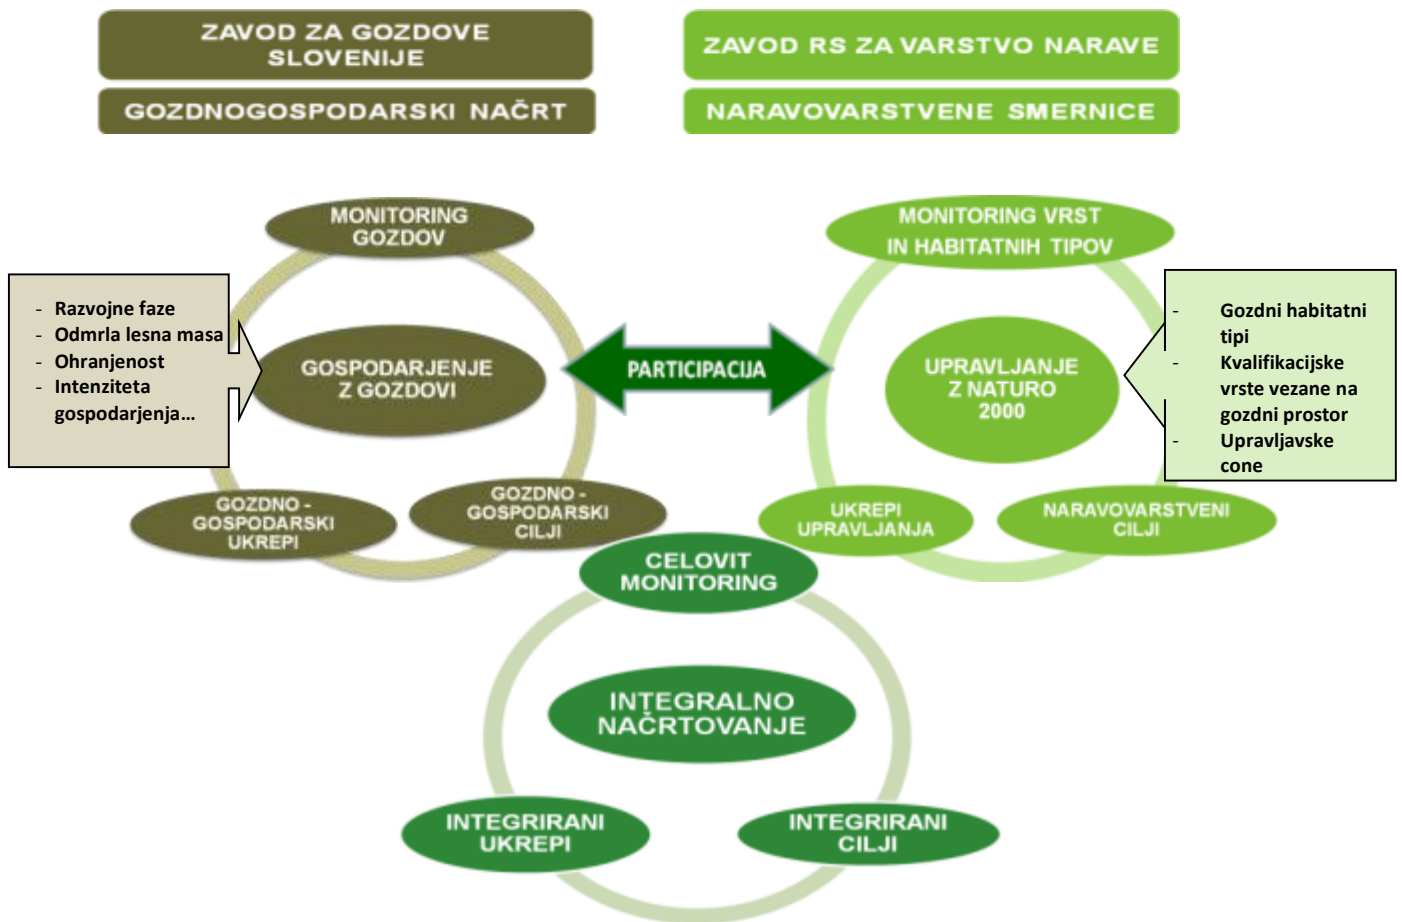 ZAVOD ZA GOZDOVE
SLOVENIJE
ZAVOD RS ZA VARSTVO NARAVE
GOZDNOGOSPODARSKI NAČRT
NARAVOVARSTVENE SMERNICE
MONITORING
GOZDOV
MONITORING VRST
IN HABITATNIH TIPOV
- Razvojne faze
- Odmrla lesna masa
- Ohranjenost
- Intenziteta
gospodarjenja...
GOSPODARJENJE
Z GOZDOVI
PARTICIPACIJA
UPRAVLJANJE
Z NATURO
2000
- Gozdni habitatni
tipi
- Kvalifikacijske
vrste vezane na
gozdni prostor
- Upravljavske
cone
GOZDNO -
GOSPODARSKI
UKREPI
GOZDNO -
GOSPODARSKI
CILJI
UKREPI
UPRAVLJANJA
NARAVOVARSTVENI
CILJI
CELOVIT
MONITORING
INTEGRALNO
NAČRTOVANJE
INTEGRIRANI
UKREPI
INTEGRIRANI
CILJI